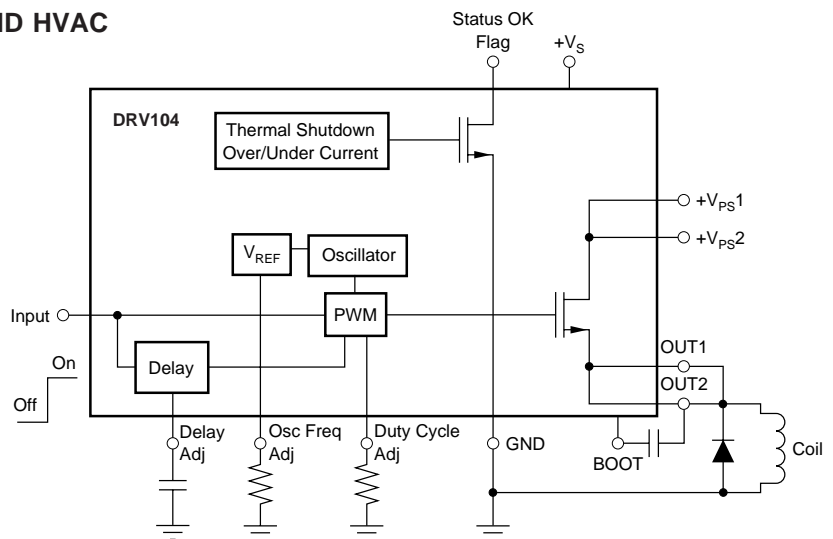 ND HVAC
Status OK
Flag
+VS
DRV104
Thermal Shutdown
Over/Under Current
+VPS1
+VPS2
VREF
Oscillator
Input
PWM
On
Off
Delay
OUT1
OUT2
Delay
Adj
Osc Freq
Adj
Duty Cycle
Adj
GND
BOOT
Coil